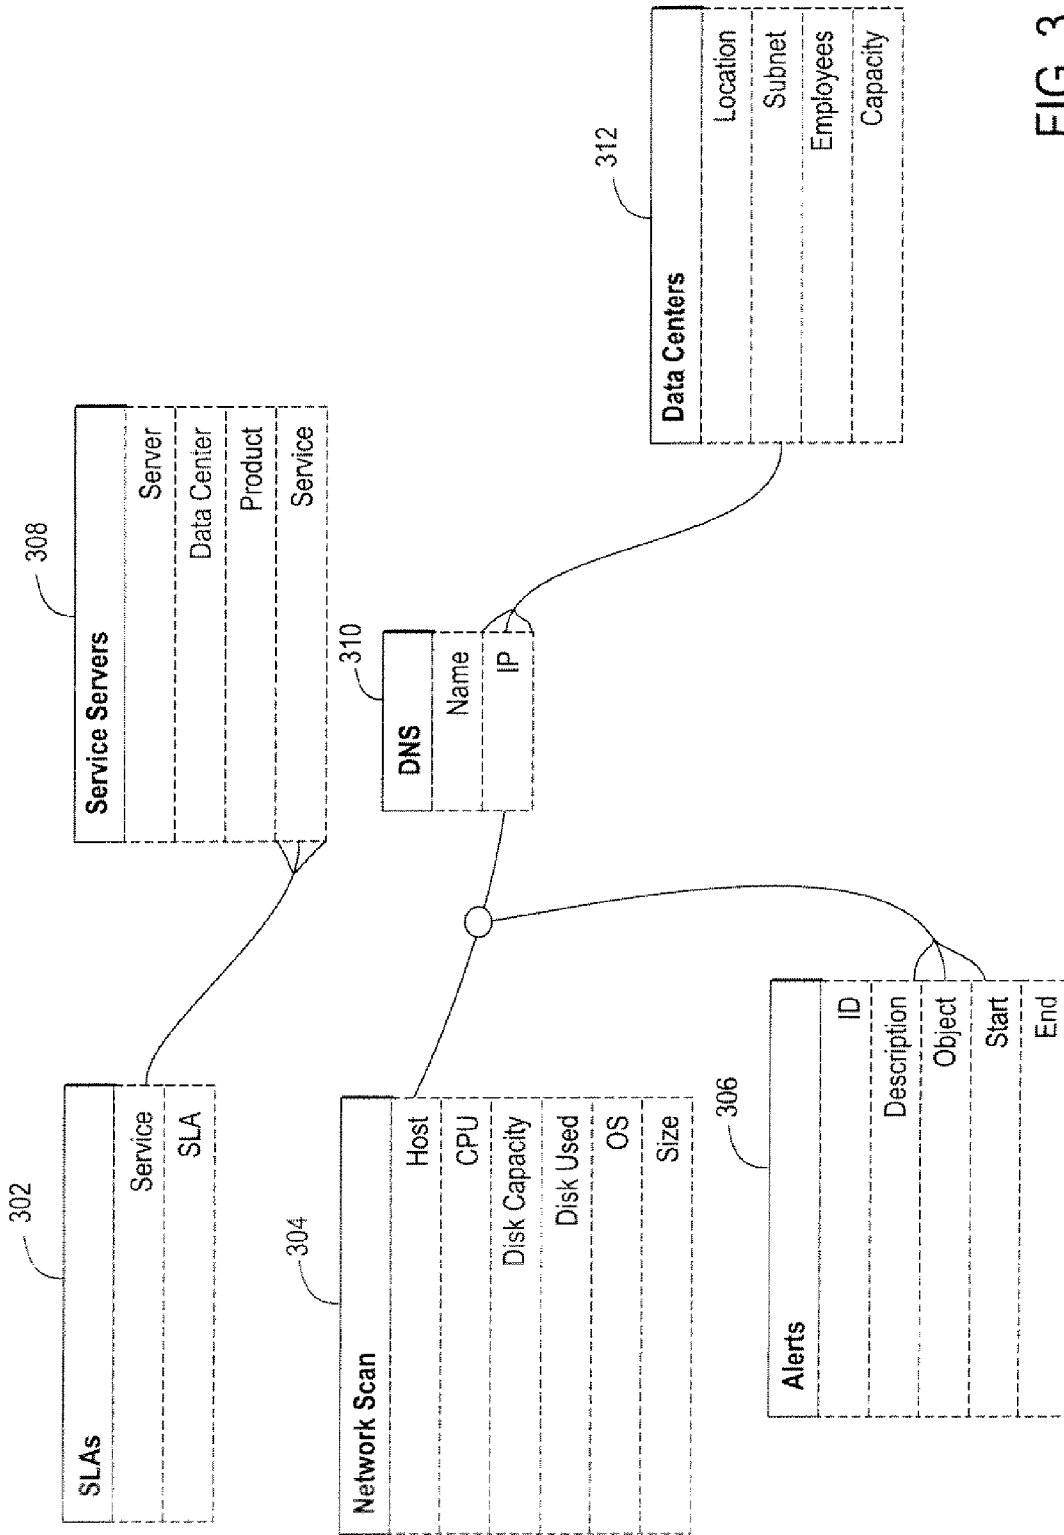 302
SLAs
Service
SLA
308
Service Servers
Server
Data Center
Product
Service
304
Network Scan
Host
CPU
Disk Capacity
Disk Used
OS
Size
310
DNS
Name
IP
306
Alerts
ID
Description
Object
Start
End
312
Data Centers
Location
Subnet
Employees
Capacity
FIG. 3